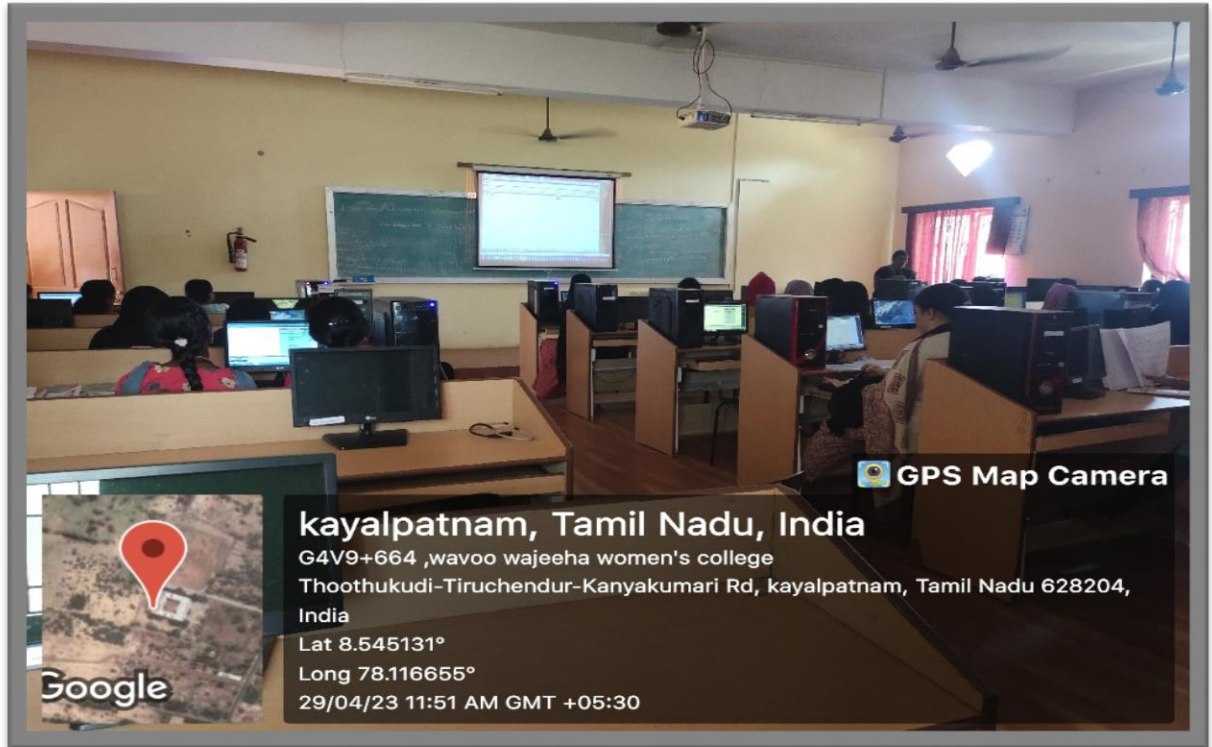 GPS Map Camera
kayalpatnam, Tamil Nadu, India
G4V9+664 ,wavoo wajeeha women's college
Thoothukudi-Tiruchendur-Kanyakumari Rd, kayalpatnam, Tamil Nadu 628204,
India
Lat 8.545131°
Long 78.116655°
29/04/23 11:51 AM GMT +05:30
Google